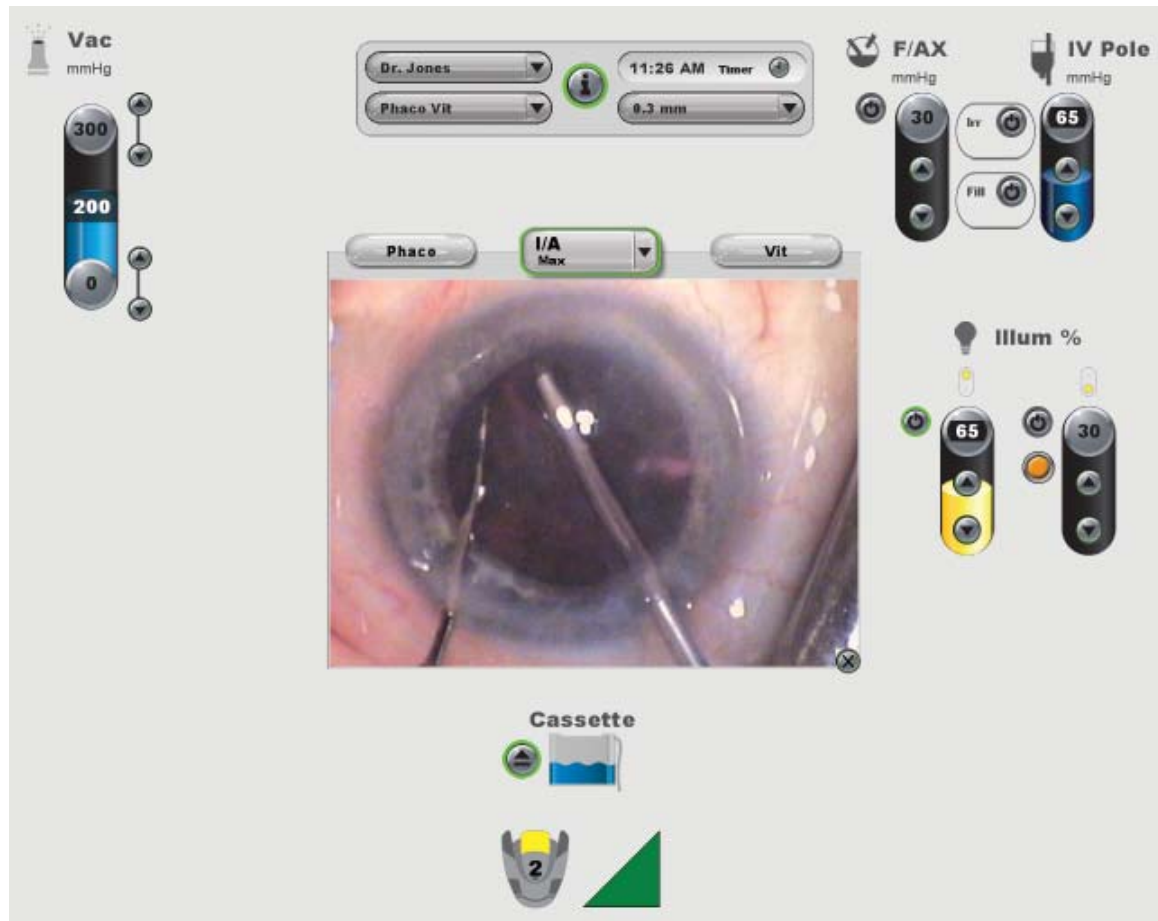 Vac
mmHg
300
200
0
Dr. Jones
Phaco Vit
i
11:26 AM Timer
0.3 mm
F/AX
mmHg
30
Irr
Fill
IV Pole
mmHg
65
Phaco
I/A
Max
Vit
Illum %
65
30
Cassette
2